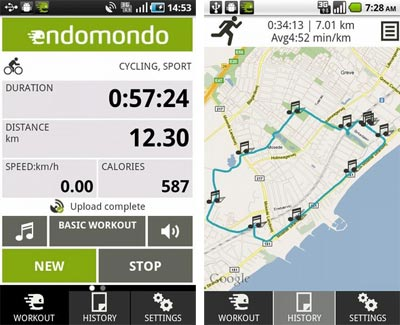 14:53
endomondo
CYCLING, SPORT
DURATION
0:57:24
DISTANCE
km
12.30
SPEED:km/h
CALORIES
0.00
587
Upload complete
BASIC WORKOUT
NEW
STOP
WORKOUT
HISTORY
SETTINGS
7:28 AM
0:34:13 | 7.01 km
Avg4:52 min/km
Greve
Mosede
Holmeagervej
Google
WORKOUT
HISTORY
SETTINGS